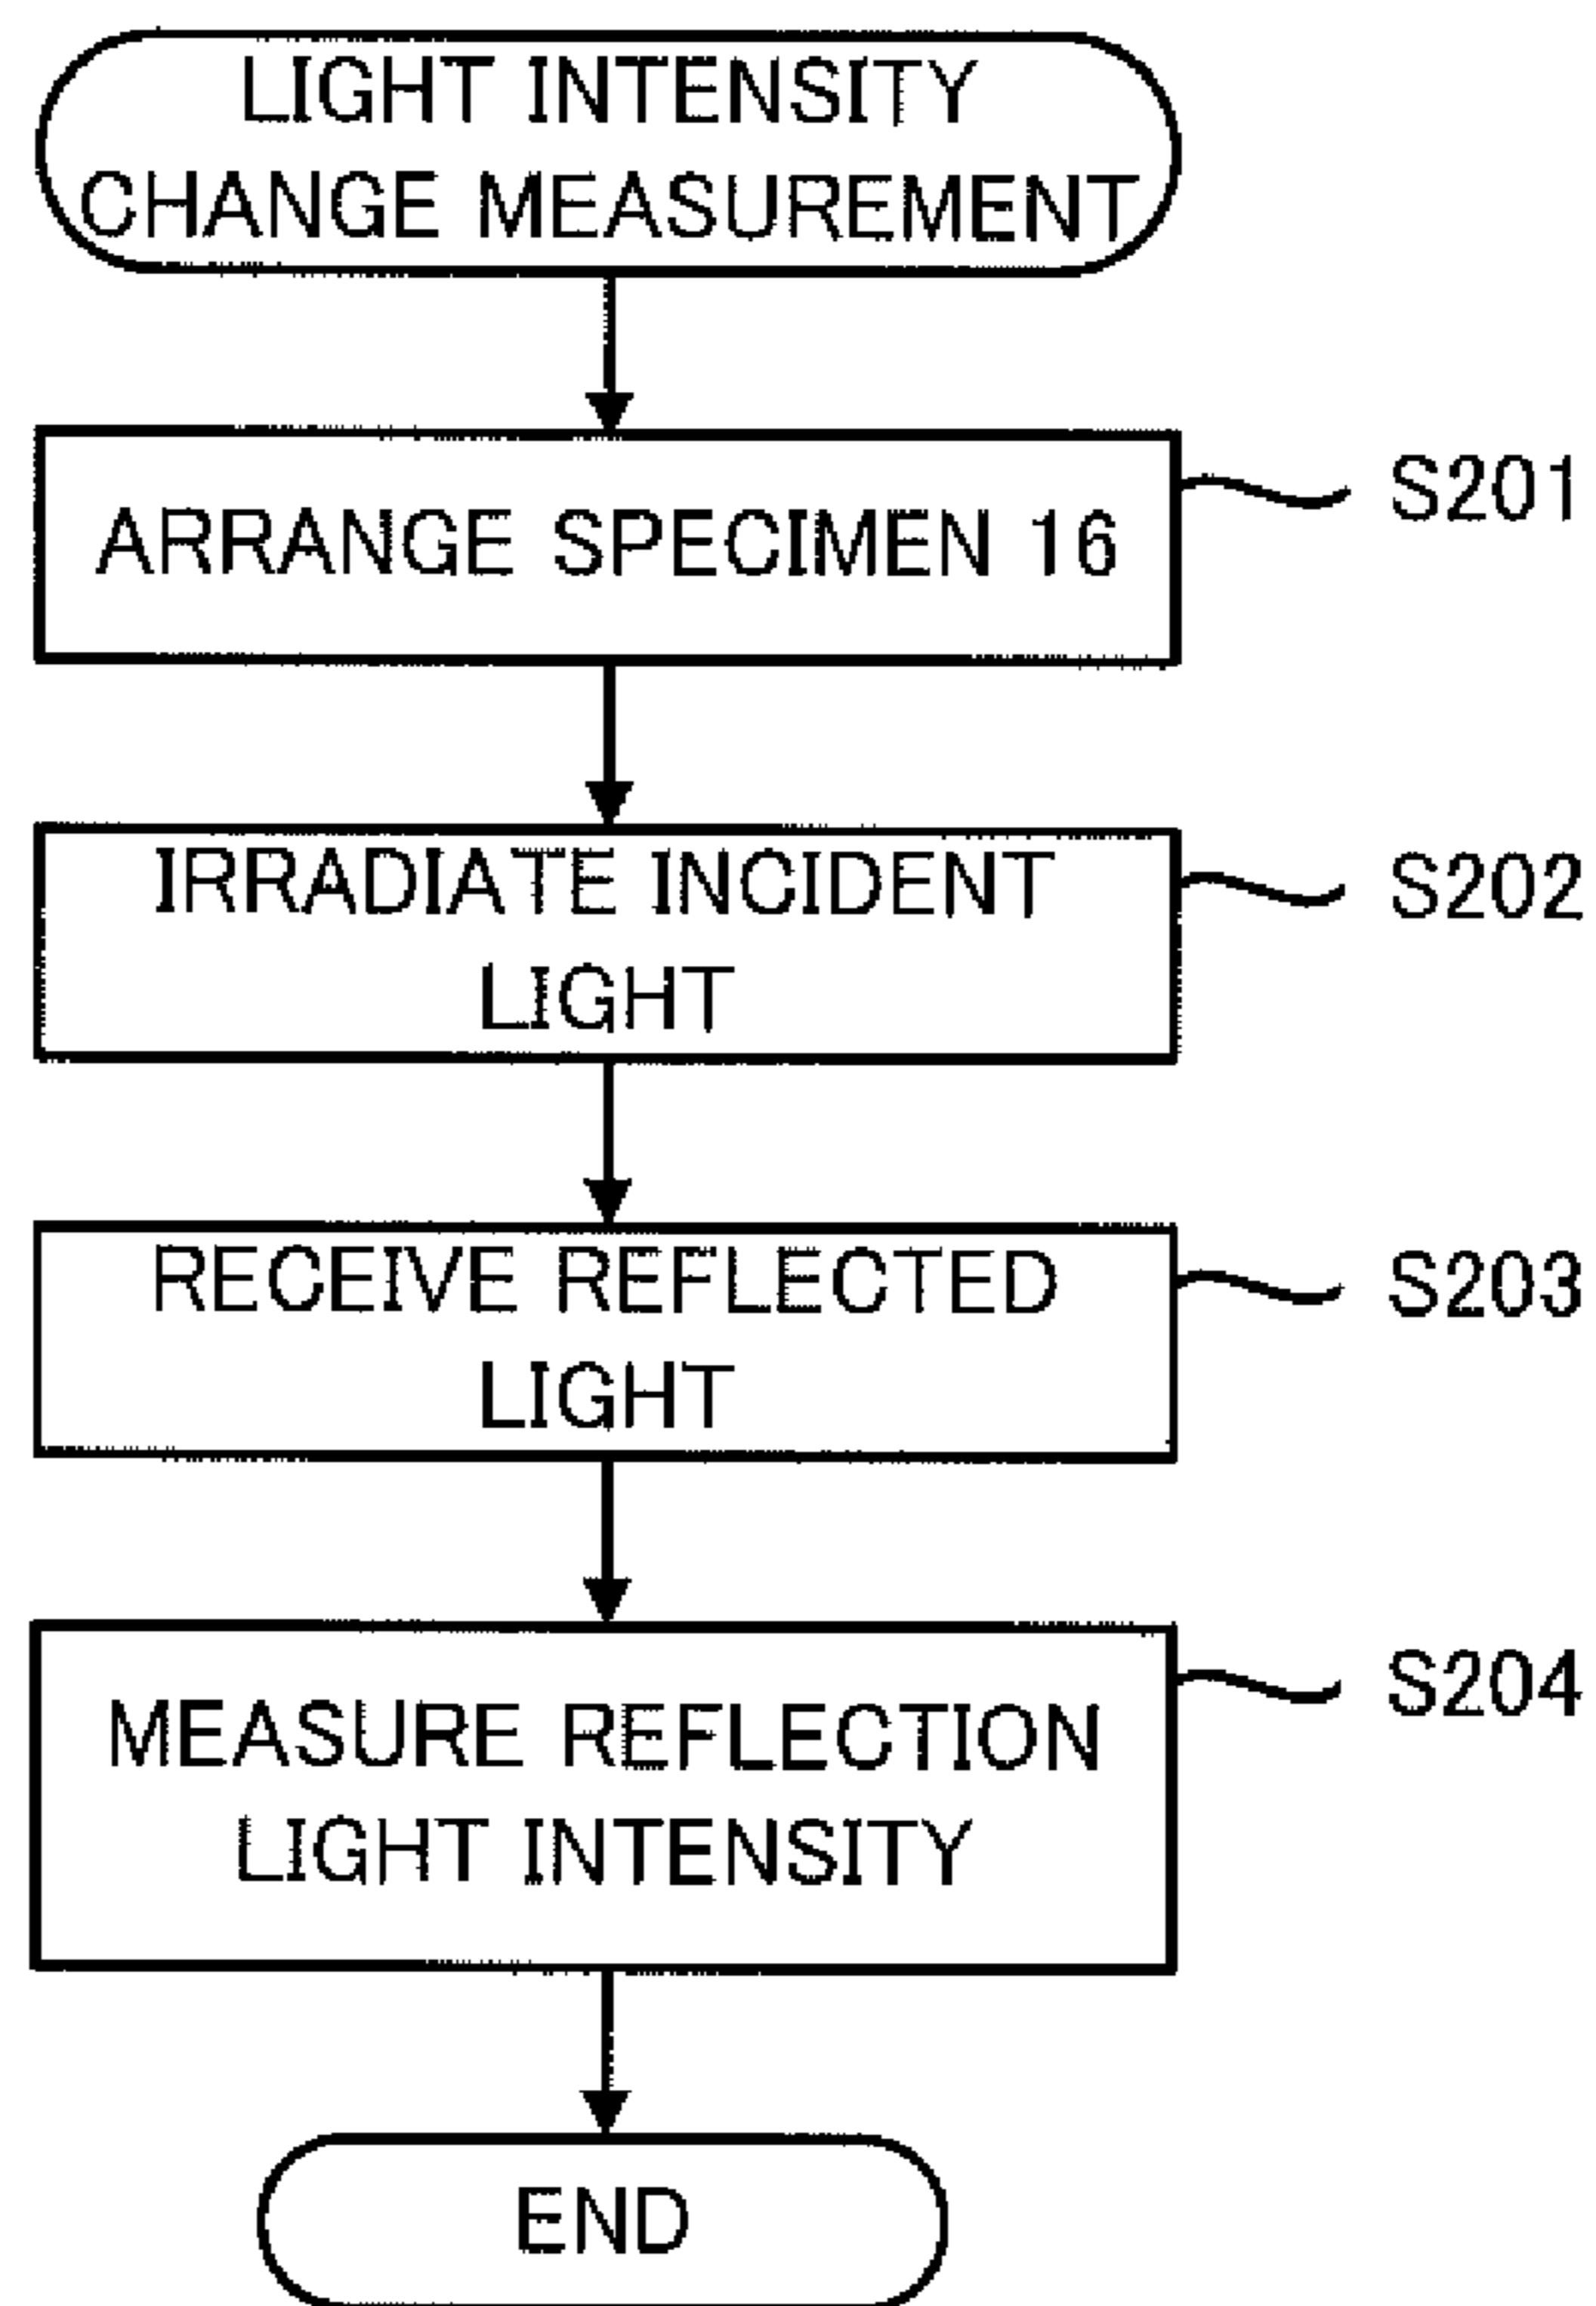 LIGHT INTENSITY
CHANGE MEASUREMENT
ARRANGE SPECIMEN 16
S201
IRRADIATE INCIDENT
LIGHT
S202
RECEIVE REFLECTED
LIGHT
S203
MEASURE REFLECTION
LIGHT INTENSITY
S204
END